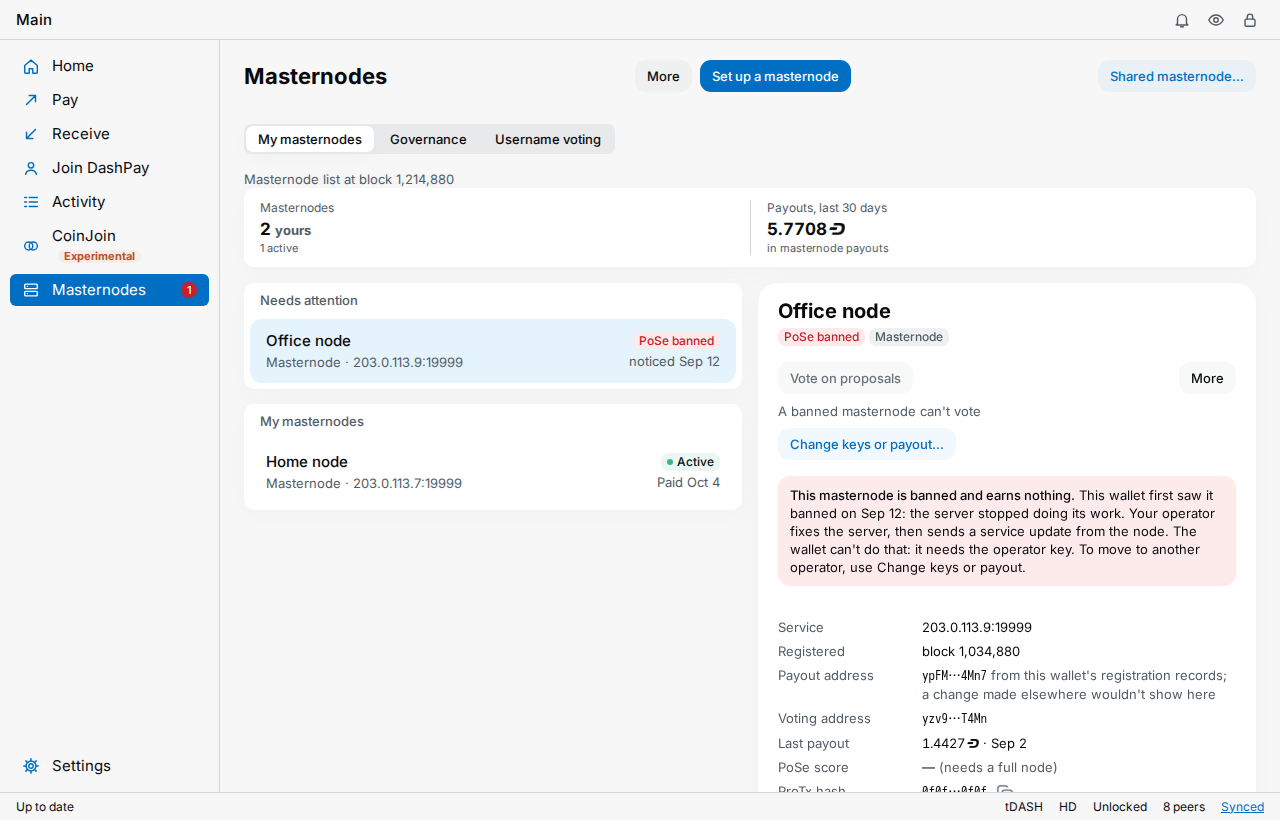 Main
Home
Pay
Receive
Join DashPay
Activity
CoinJoin
Experimental
Masternodes
1
Settings
Masternodes
More
Set up a masternode
Shared masternode...
My masternodes
Governance
Username voting
Masternode list at block 1,214,880
Masternodes
2 yours
1 active
Payouts, last 30 days
5.7708
in masternode payouts
Needs attention
Office node
PoSe banned
Masternode · 203.0.113.9:19999
noticed Sep 12
My masternodes
Home node
Active
Masternode · 203.0.113.7:19999
Paid Oct 4
Office node
PoSe banned
Masternode
Vote on proposals
More
A banned masternode can't vote
Change keys or payout...
This masternode is banned and earns nothing. This wallet first saw it
banned on Sep 12: the server stopped doing its work. Your operator
fixes the server, then sends a service update from the node. The
wallet can't do that: it needs the operator key. To move to another
operator, use Change keys or payout.
Service 203.0.113.9:19999
Registered block 1,034,880
Payout address ypFM···4Mn7 from this wallet's registration records;
a change made elsewhere wouldn't show here
Voting address yzv9···T4Mn
Last payout 1.4427 · Sep 2
PoSe score — (needs a full node)
ProTx hash 0f0f···0f0f
Up to date
tDASH
HD
Unlocked
8 peers
Synced